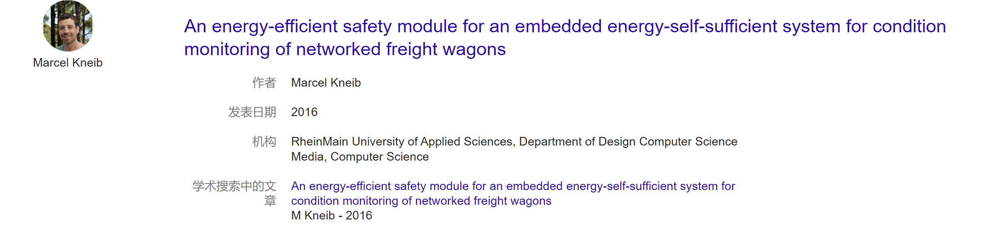 Marcel Kneib
An energy-efficient safety module for an embedded energy-self-sufficient system for condition
monitoring of networked freight wagons
作者 Marcel Kneib
发表日期 2016
机构 RheinMain University of Applied Sciences, Department of Design Computer Science
Media, Computer Science
学术搜索中的文
章
An energy-efficient safety module for an embedded energy-self-sufficient system for
condition monitoring of networked freight wagons
M Kneib - 2016